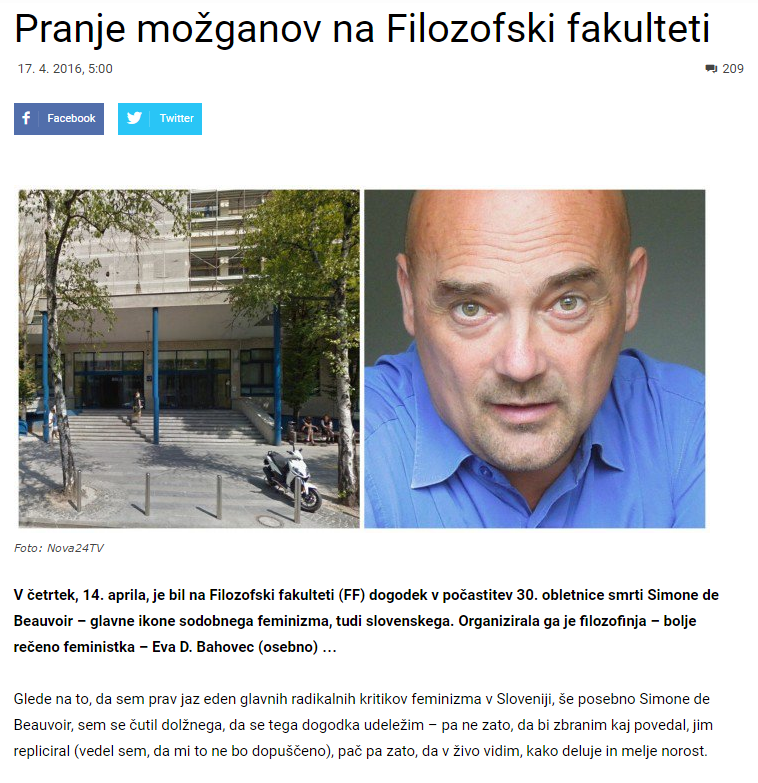 Pranje možganov na Filozofski fakulteti
17. 4. 2016, 5:00
209
Facebook
Twitter
Foto: Nova24TV
V četrtek, 14. aprila, je bil na Filozofski fakulteti (FF) dogodek v počastitev 30. obletnice smrti Simone de
Beauvoir – glavne ikone sodobnega feminizma, tudi slovenskega. Organizirala ga je filozofinja – bolje
rečeno feministka – Eva D. Bahovec (osebno) …
Glede na to, da sem prav jaz eden glavnih radikalnih kritikov feminizma v Sloveniji, še posebno Simone de
Beauvoir, sem se čutil dolžnega, da se tega dogodka udeležim – pa ne zato, da bi zbranim kaj povedal, jim
repliciral (vedel sem, da mi to ne bo dopuščeno), pač pa zato, da v živo vidim, kako deluje in melje norost.